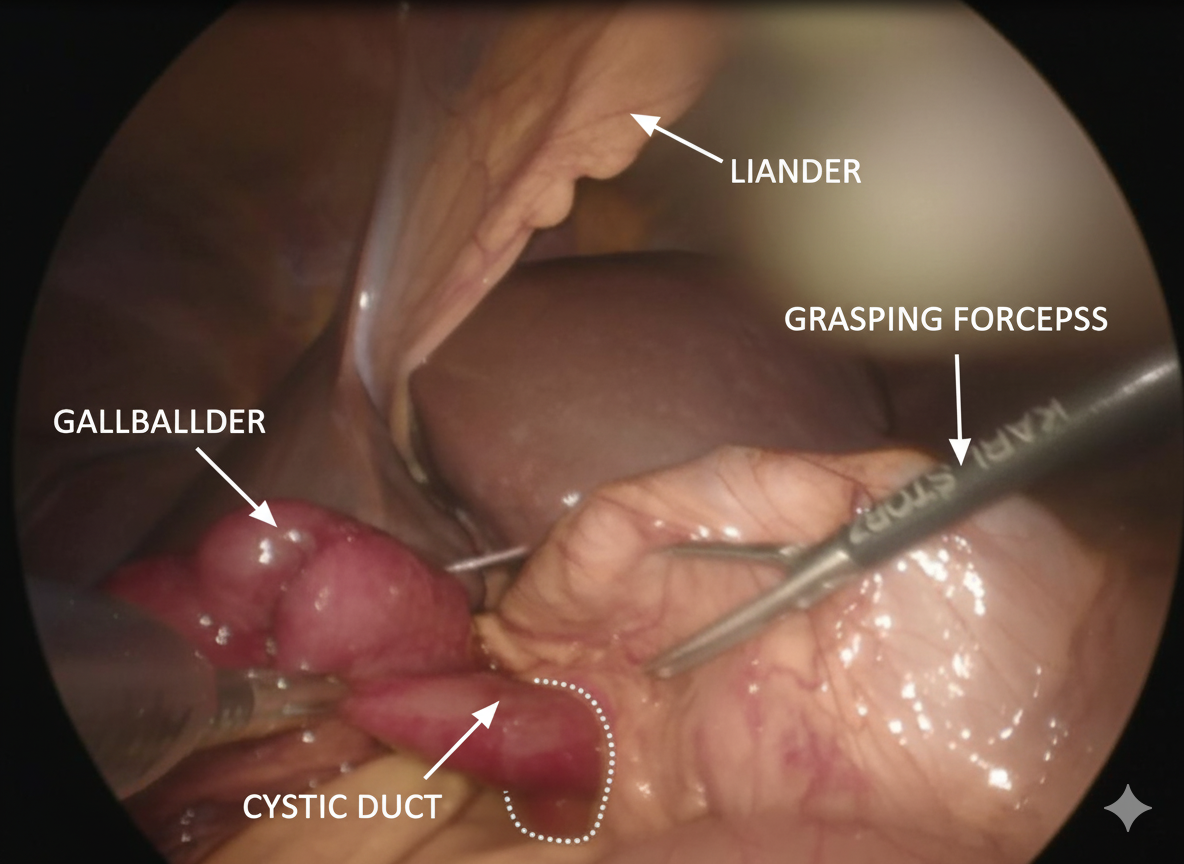 LIANDER
GRASPING FORCEPSS
KARL STORZ
GALLBALLDER
CYSTIC DUCT